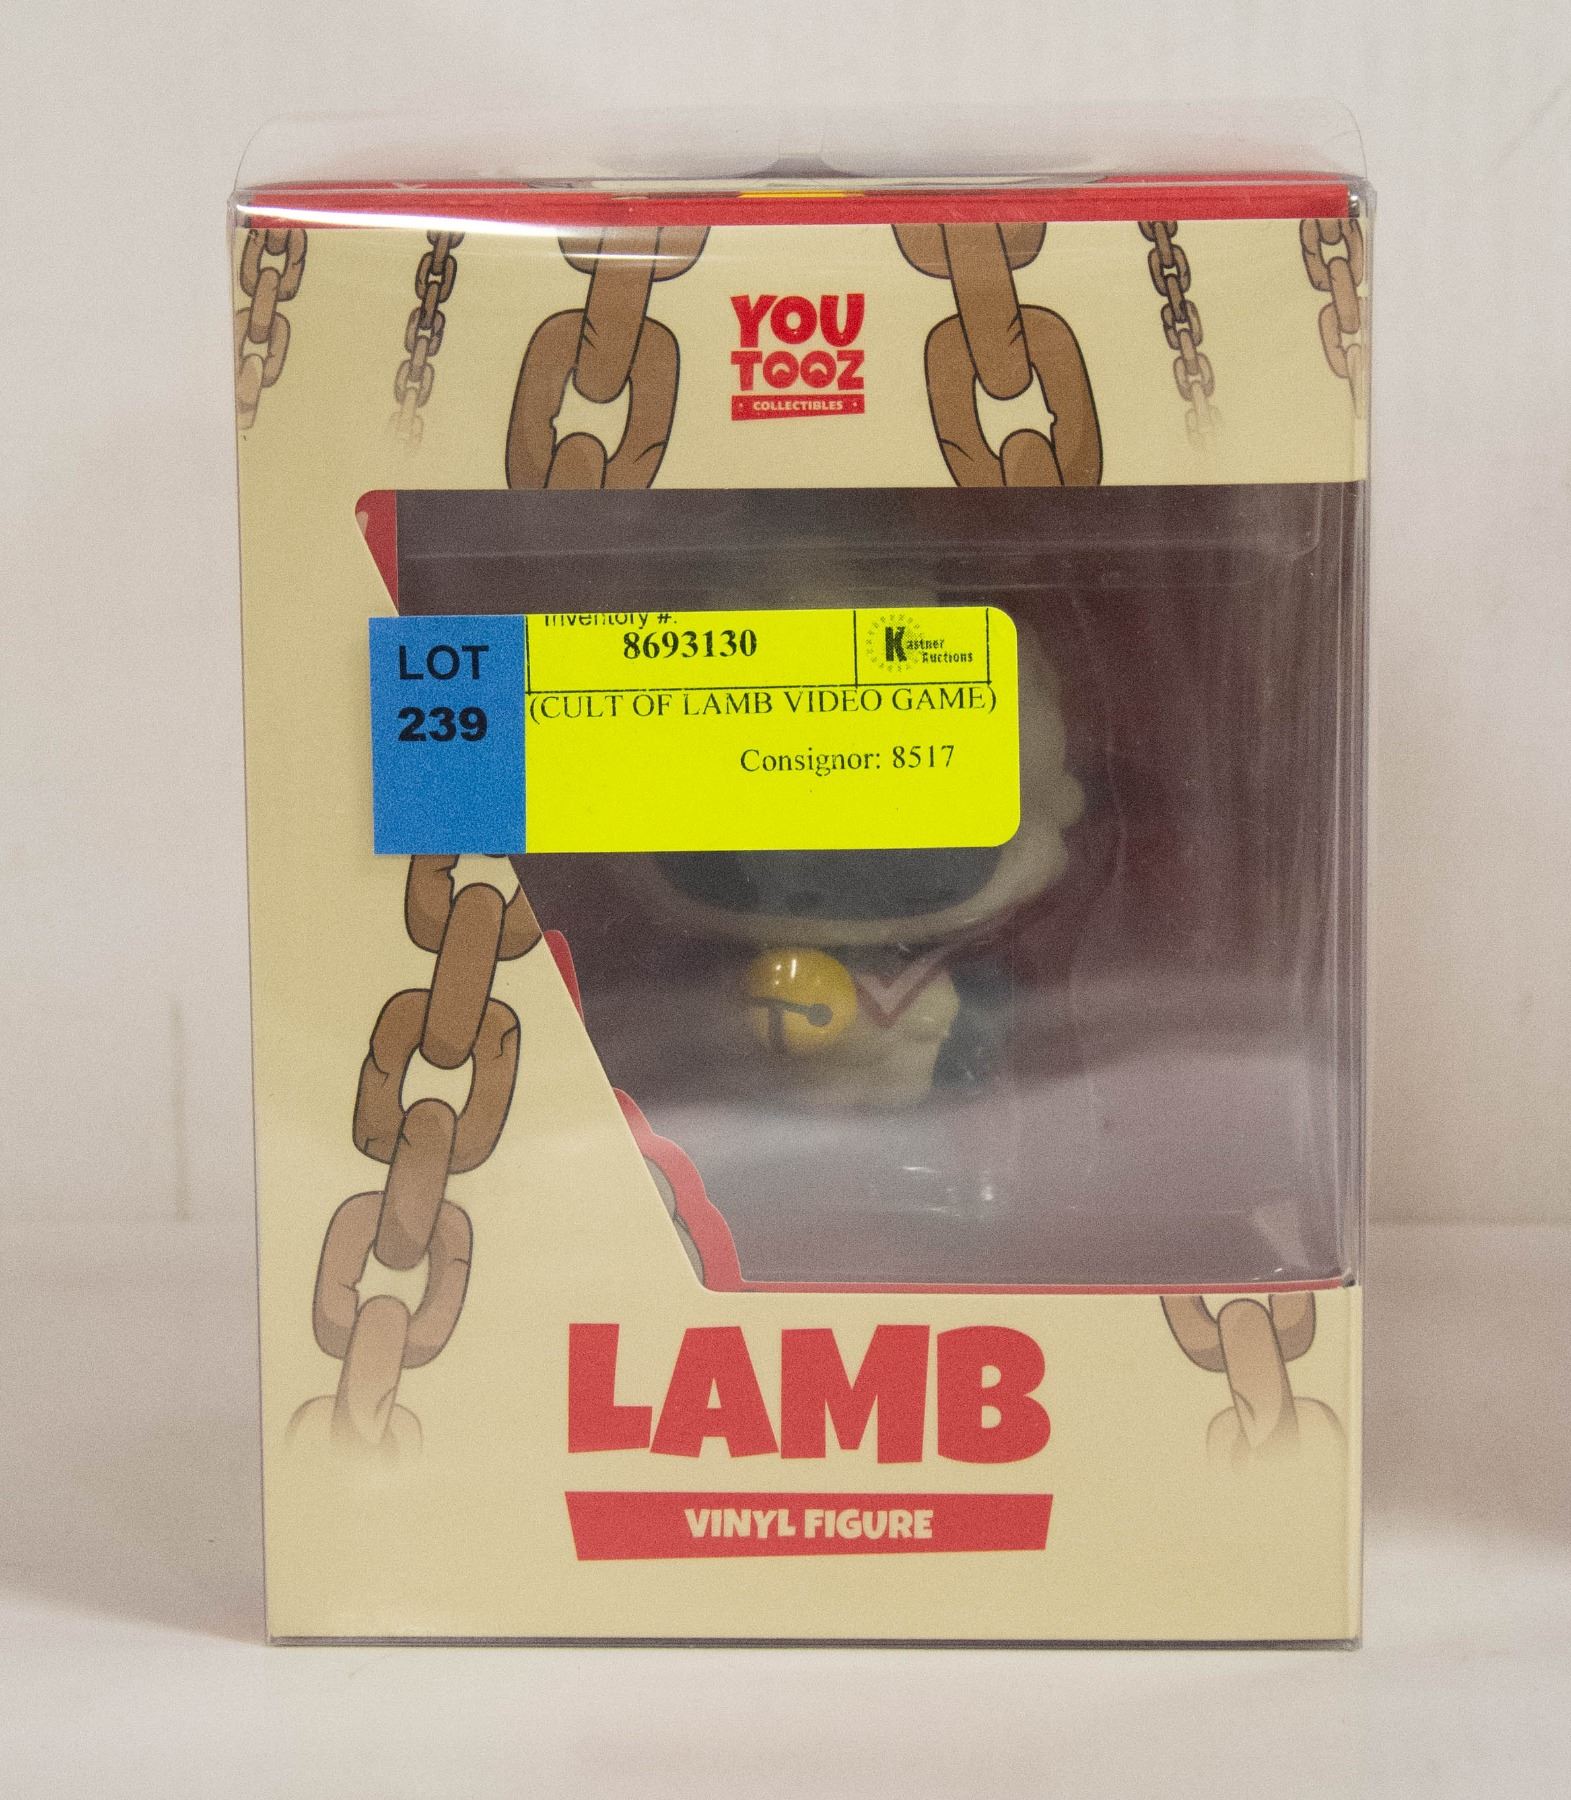 YOU
TOOZ
COLLECTIBLES
LOT
239
Inventory #:
8693130
Kastner
Auctions
(CULT OF LAMB VIDEO GAME)
Consignor: 8517
LAMB
VINYL FIGURE